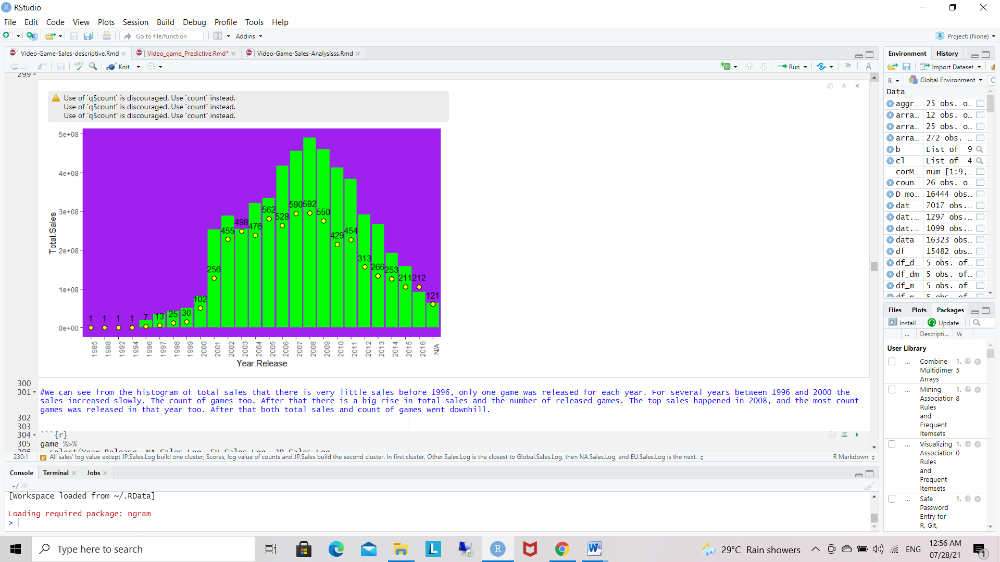 RStudio
File Edit Code View Plots Session Build Debug Profile Tools Help
Go to file/function Addins Project: (None)
Video-Game-Sales-descriptive.Rmd Video_game_Predictive.Rmd* Video-Game-Sales-Analysisss.Rmd
ABC Knit Run
299
Use of `q$count` is discouraged. Use `count` instead.
Use of `q$count` is discouraged. Use `count` instead.
Use of `q$count` is discouraged. Use `count` instead.
Total.Sales
5e+08
4e+08
3e+08
2e+08
1e+08
0e+00
1 1 1 1 7 13 25 30 102 256 455 498 476 562 528 590 592 550 429 454 313 266 253 211 212 121
1985 1988 1992 1994 1996 1997 1998 1999 2000 2001 2002 2003 2004 2005 2006 2007 2008 2009 2010 2011 2012 2013 2014 2015 2016 N/A
Year.Release
300
301 #We can see from the histogram of total sales that there is very little sales before 1996, only one game was released for each year. For several years between 1996 and 2000 the
sales increased slowly. The count of games too. After that there is a big rise in total sales and the number of released games. The top sales happened in 2008, and the most count
games was released in that year too. After that both total sales and count of games went downhill.
302
303
304 ```{r}
305 game %>%
306 select(Year.Release, NA.Sales.Log, EU.Sales.Log, JP.Sales.Log,
230:1 # All sales' log value except JP.Sales.Log build one cluster; Scores, log value of counts and JP.Sales build the second cluster. In first cluster, Other.Sales.Log is the closest to Global.Sales.Log, then NA.Sales.Log, and EU.Sales.Log is the next. R Markdown
Console Terminal Jobs
~/
[Workspace loaded from ~/.RData]
Loading required package: ngram
>
Environment History
Import Dataset
R Global Environment
Data
aggr… 25 obs. o…
arra… 12 obs. o…
arra… 25 obs. o…
arra… 272 obs. …
b List of 9
cl List of 4
corM… num [1:9,…
coun… 26 obs. o…
D_mo… 16444 obs…
dat 7017 obs.…
dat.… 1297 obs.…
dat.… 1099 obs.…
data 16323 obs…
df 15482 obs…
df_d… 5 obs. of…
df_dm 5 obs. of…
df_m… 5 obs. of…
df_m… 5 obs. of…
Files Plots Packages
Install Update
... Descripti... Ve
User Library
... Combine 1.
Multidimer 5
Arrays
... Mining 1.
Association 8
Rules
and
Frequent
Itemsets
... Visualizing 1.
Association 0
Rules
and
Frequent
Itemsets
... Safe 1.
Password
Entry for
R, Git,
Type here to search
L R W
29°C Rain showers ENG 12:56 AM
07/28/21
1